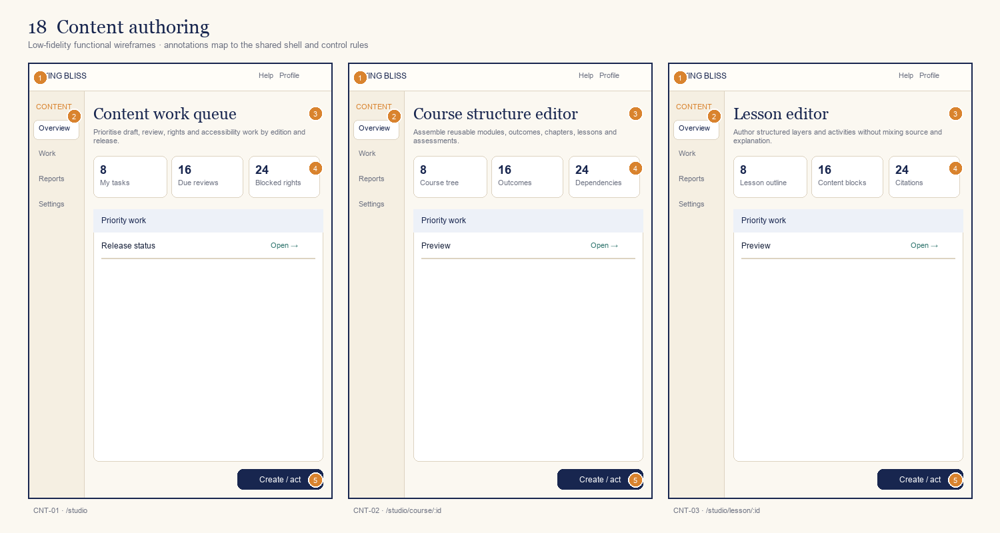 18 Content authoring
Low-fidelity functional wireframes · annotations map to the shared shell and control rules
1 ING BLISS
Help Profile
CONTENT
2
Overview
Work
Reports
Settings
Content work queue
3
Prioritise draft, review, rights and accessibility work by edition and
release.
8
My tasks
16
Due reviews
24
Blocked rights
4
Priority work
Release status
Open →
Create / act
5
CNT-01 · /studio
1 ING BLISS
Help Profile
CONTENT
2
Overview
Work
Reports
Settings
Course structure editor
3
Assemble reusable modules, outcomes, chapters, lessons and
assessments.
8
Course tree
16
Outcomes
24
Dependencies
4
Priority work
Preview
Open →
Create / act
5
CNT-02 · /studio/course/:id
1 ING BLISS
Help Profile
CONTENT
2
Overview
Work
Reports
Settings
Lesson editor
3
Author structured layers and activities without mixing source and
explanation.
8
Lesson outline
16
Content blocks
24
Citations
4
Priority work
Preview
Open →
Create / act
5
CNT-03 · /studio/lesson/:id